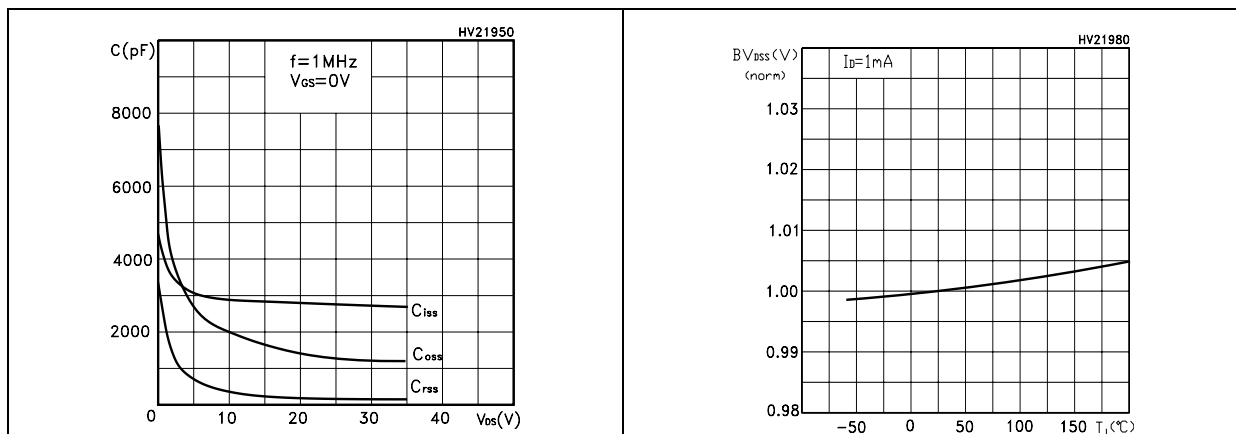 HV21950
C(pF)
f=1MHz
VGS=0V
8000
6000
4000
2000
Ciss
Coss
Crss
0 10 20 30 40 VDS(V)
HV21980
BVDSS(V)
(norm)
ID=1mA
1.03
1.02
1.01
1.00
0.99
0.98
-50 0 50 100 150 TJ(°C)